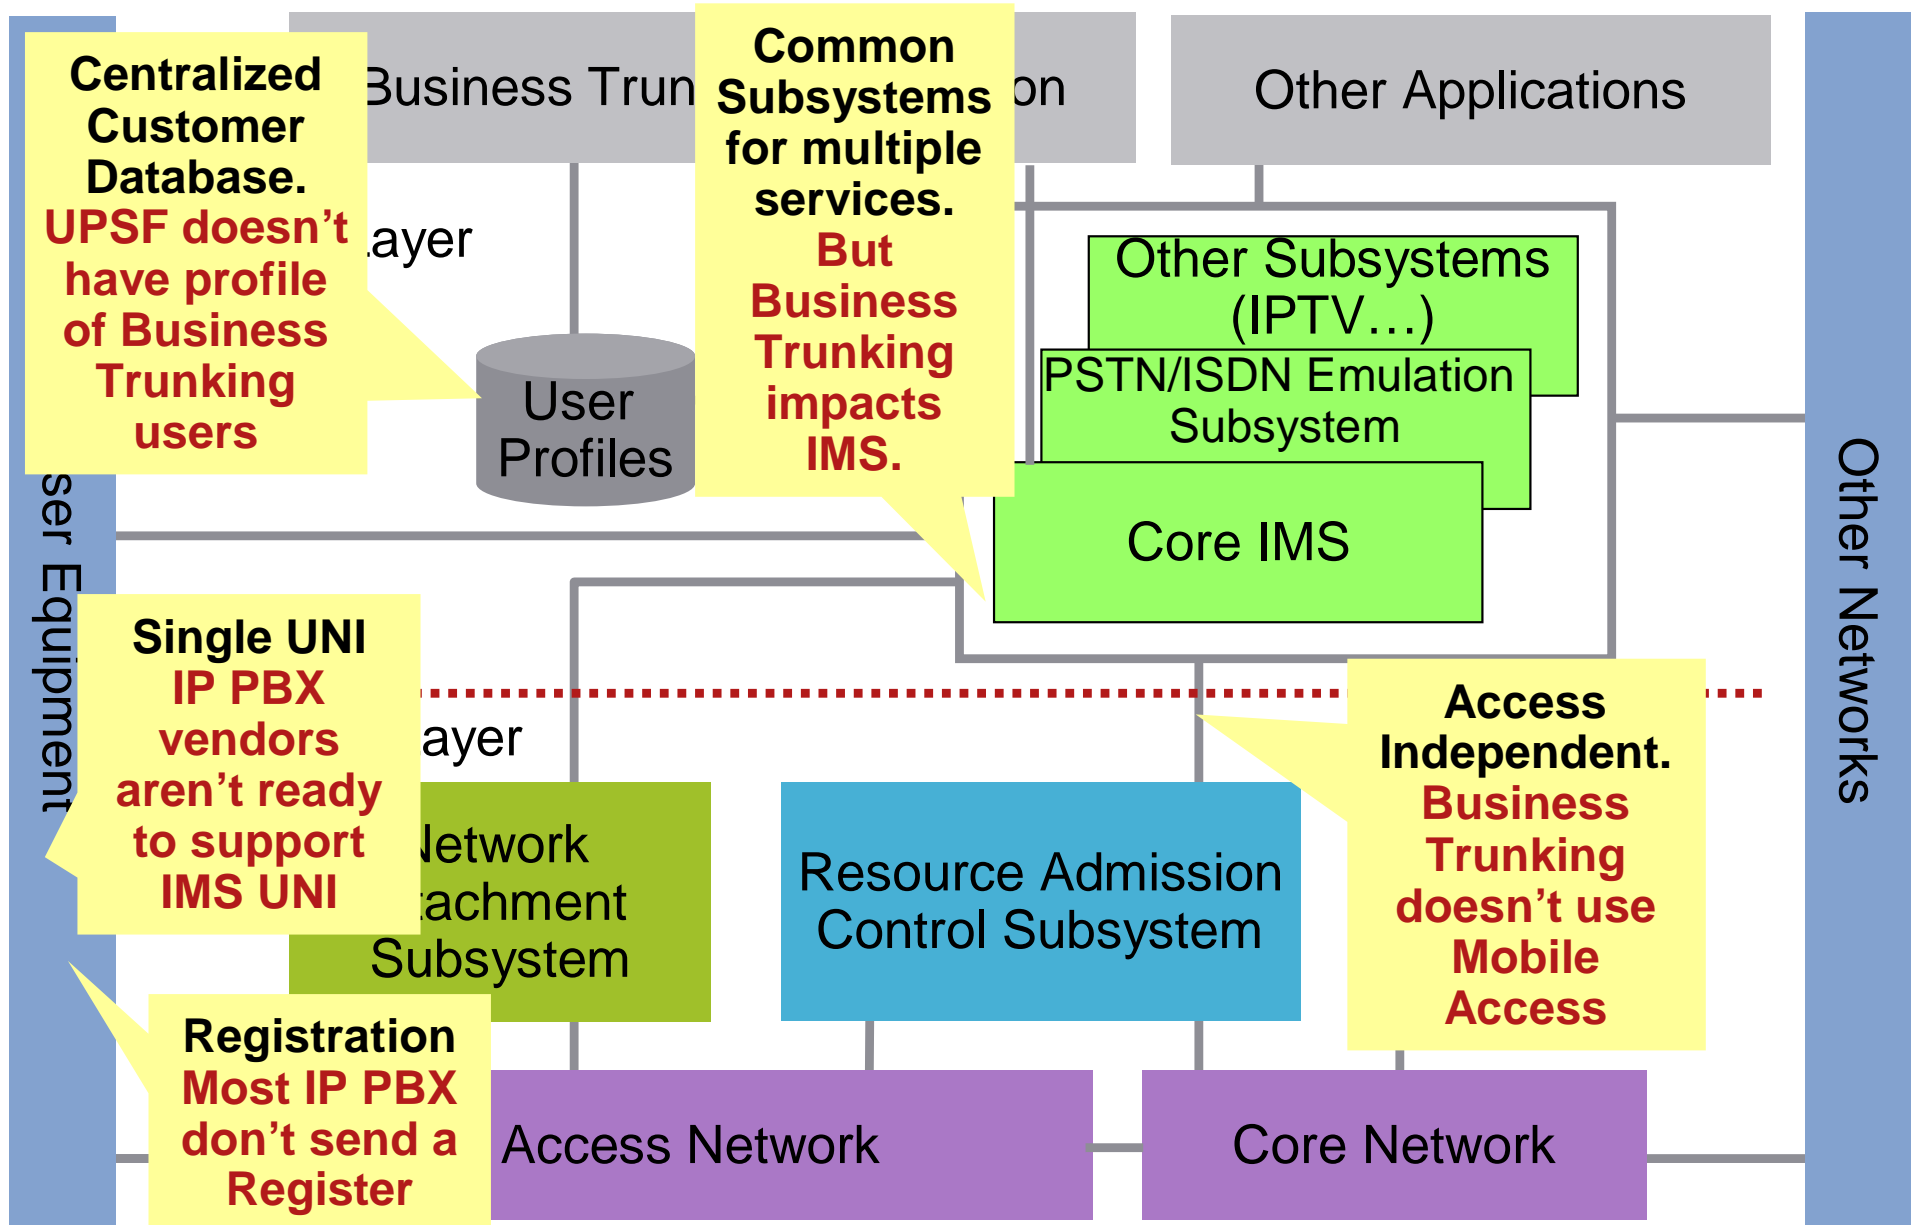 Business Trun
on
Other Applications
Centralized
Customer
Database.
UPSF doesn’t
have profile
of Business
Trunking
users
Common
Subsystems
for multiple
services.
But
Business
Trunking
impacts
IMS.
ayer
Other Subsystems
(IPTV…)
PSTN/ISDN Emulation
Subsystem
Core IMS
User
Profiles
ser Equipment
Other Networks
Single UNI
IP PBX
vendors
aren’t ready
to support
IMS UNI
ayer
Access
Independent.
Business
Trunking
doesn’t use
Mobile
Access
Network
tachment
Subsystem
Resource Admission
Control Subsystem
Registration
Most IP PBX
don’t send a
Register
Access Network
Core Network